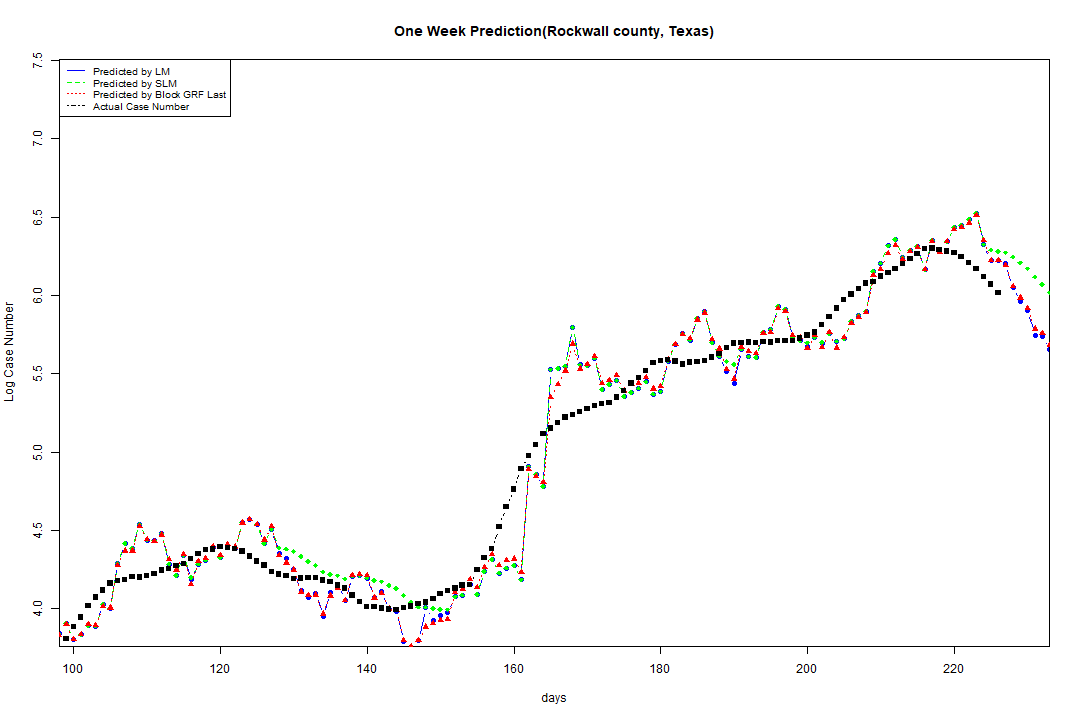 One Week Prediction(Rockwall county, Texas)
Predicted by LM
Predicted by SLM
Predicted by Block GRF Last
Actual Case Number
7.5
7.0
6.5
6.0
5.5
5.0
4.5
4.0
Log Case Number
100 120 140 160 180 200 220
days